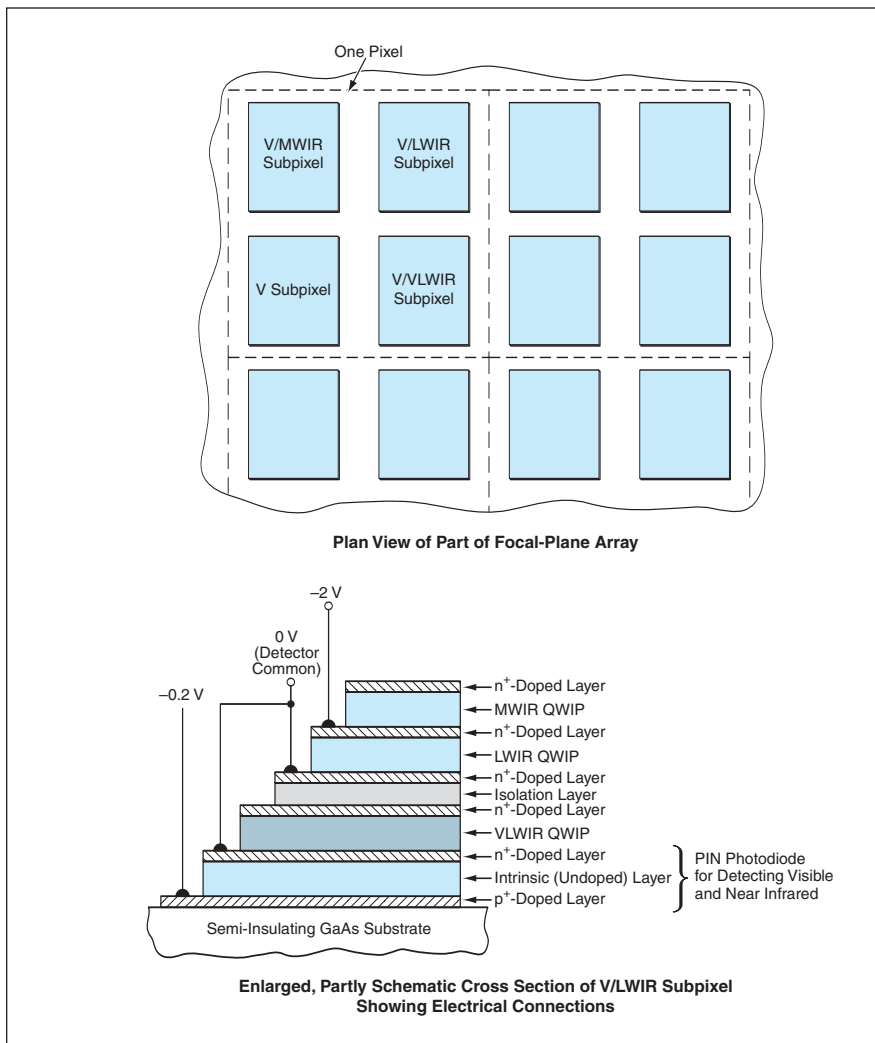 One Pixel
V/MWIR
Subpixel
V/LWIR
Subpixel
V Subpixel
V/VLWIR
Subpixel
Plan View of Part of Focal-Plane Array
–2 V
0 V
(Detector
Common)
–0.2 V
n+-Doped Layer
MWIR QWIP
n+-Doped Layer
LWIR QWIP
n+-Doped Layer
Isolation Layer
n+-Doped Layer
VLWIR QWIP
n+-Doped Layer
Intrinsic (Undoped) Layer
p+-Doped Layer
PIN Photodiode
for Detecting Visible
and Near Infrared
Semi-Insulating GaAs Substrate
Enlarged, Partly Schematic Cross Section of V/LWIR Subpixel
Showing Electrical Connections